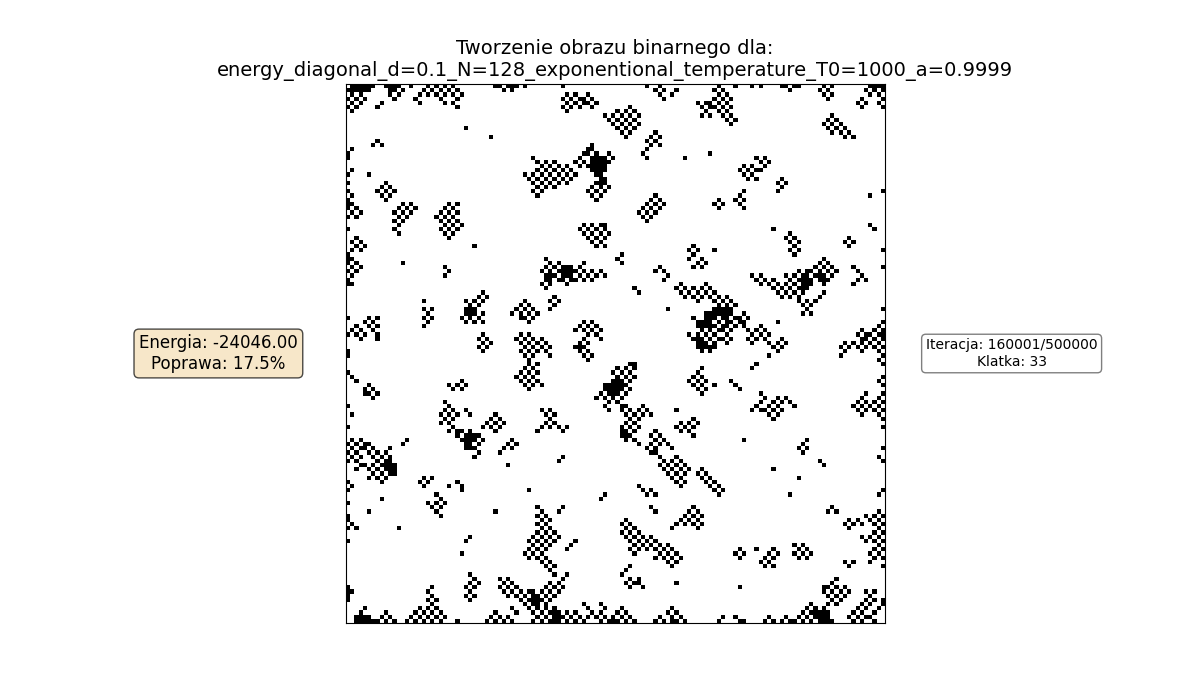 Tworzenie obrazu binarnego dla:
energy_diagonal_d=0.1_N=128_exponentional_temperature_T0=1000_a=0.9999
Energia: -24046.00
Poprawa: 17.5%
Iteracja: 160001/500000
Klatka: 33